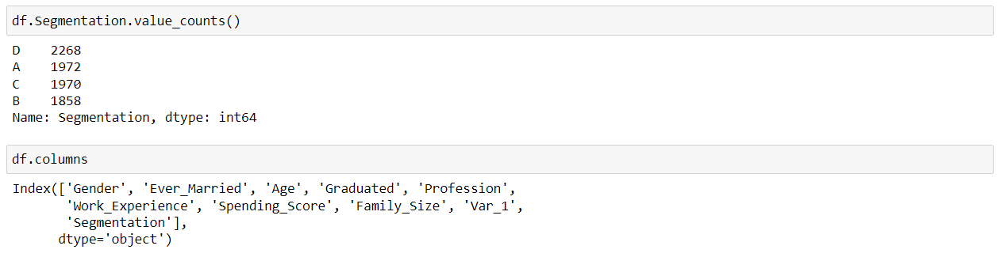 df.Segmentation.value_counts()
D    2268
A    1972
C    1970
B    1858
Name: Segmentation, dtype: int64
df.columns
Index(['Gender', 'Ever_Married', 'Age', 'Graduated', 'Profession',
       'Work_Experience', 'Spending_Score', 'Family_Size', 'Var_1',
       'Segmentation'],
      dtype='object')